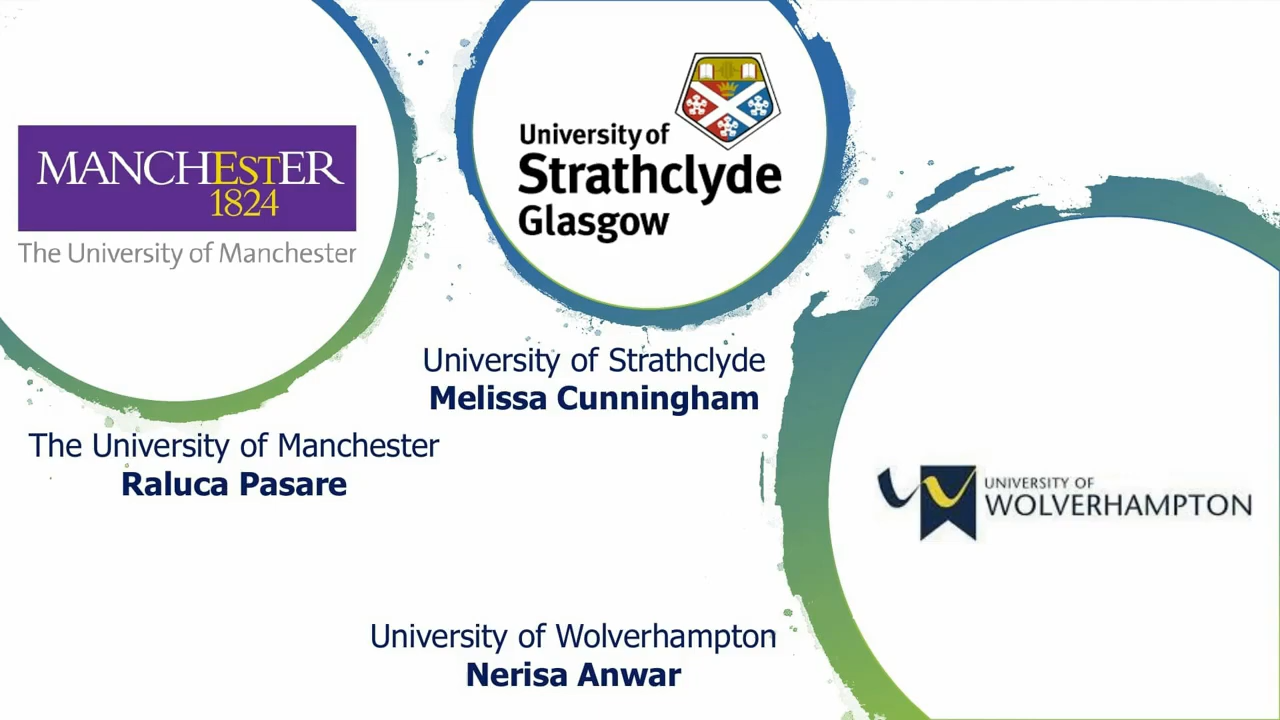 MANCHESTER
1824
The University of Manchester
University of
Strathclyde
Glasgow
University of Strathclyde
Melissa Cunningham
The University of Manchester
Raluca Pasare
UNIVERSITY OF
WOLVERHAMPTON
University of Wolverhampton
Nerisa Anwar